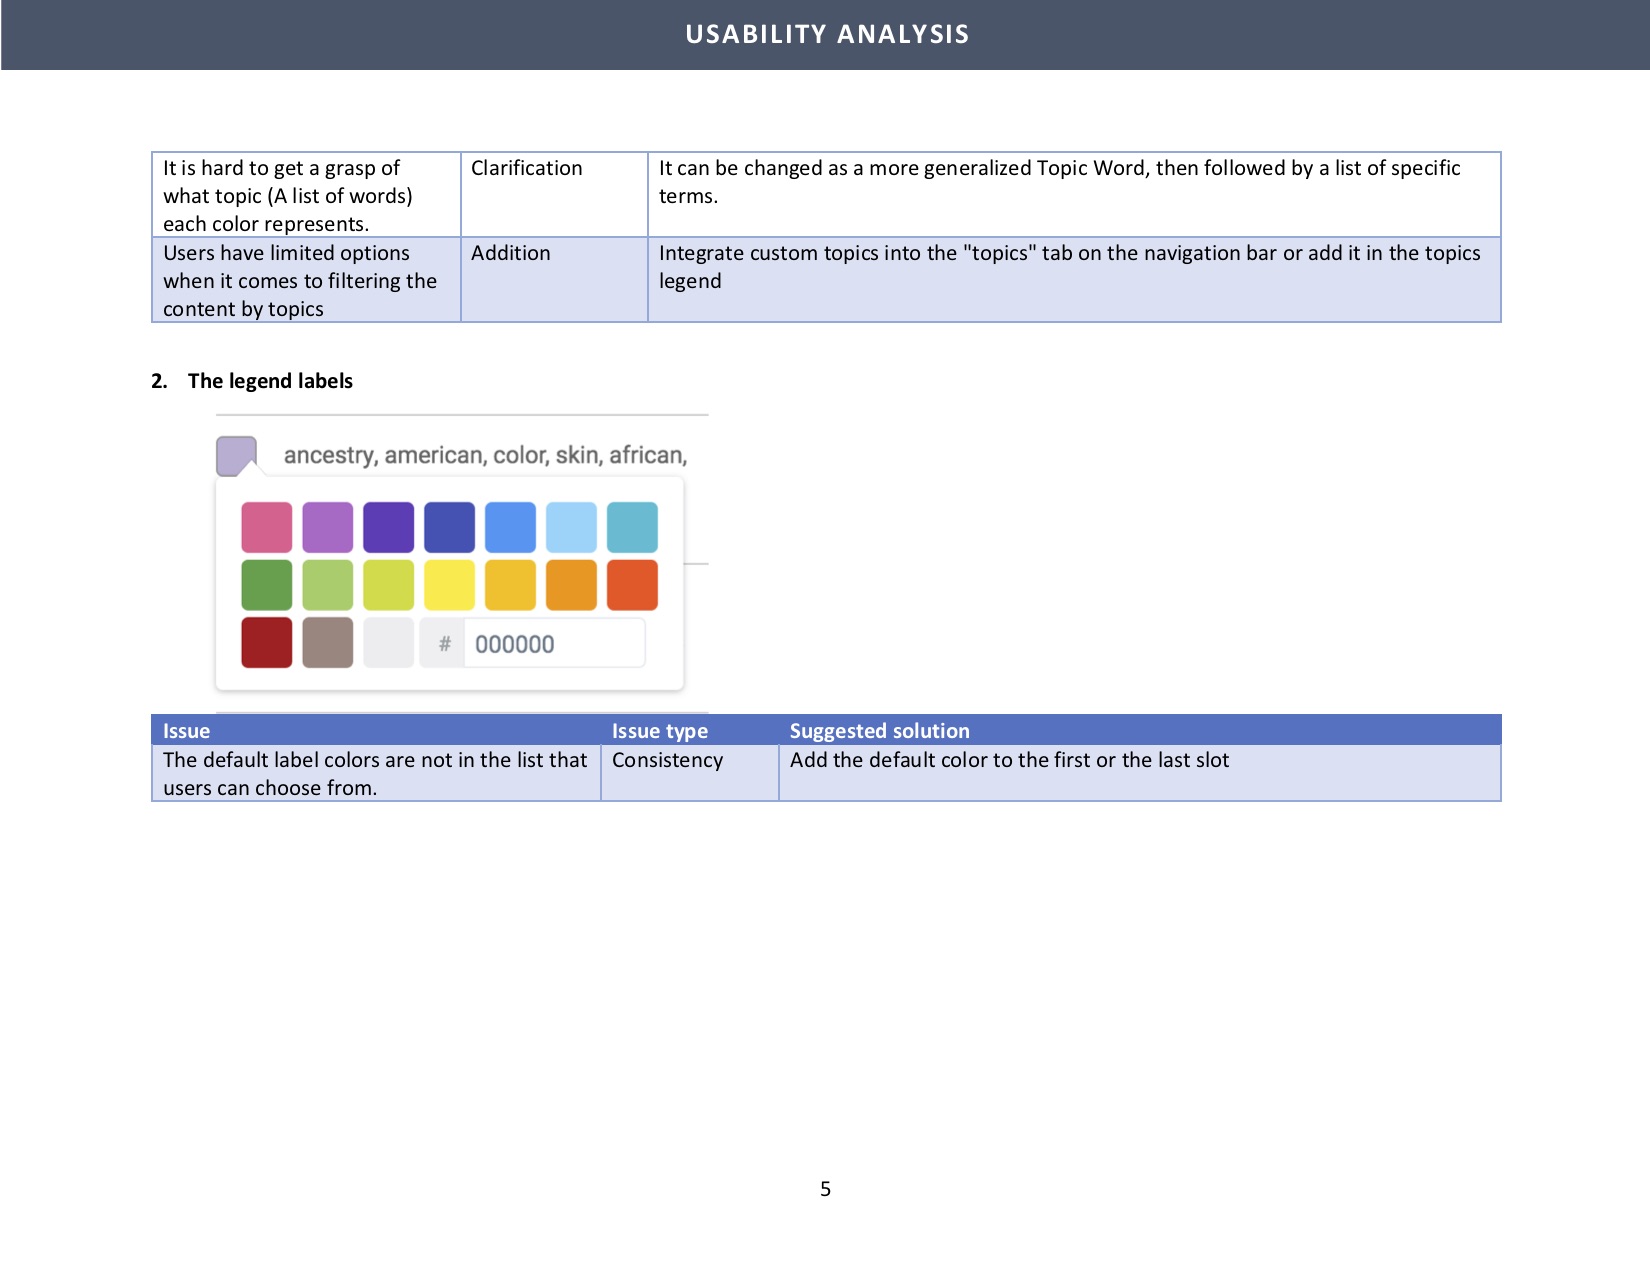 USABILITY ANALYSIS
It is hard to get a grasp of
what topic (A list of words)
each color represents.
Clarification
It can be changed as a more generalized Topic Word, then followed by a list of specific
terms.
Users have limited options
when it comes to filtering the
content by topics
Addition
Integrate custom topics into the "topics" tab on the navigation bar or add it in the topics
legend
2. The legend labels
ancestry, american, color, skin, african,
# 000000
Issue Issue type Suggested solution
The default label colors are not in the list that
users can choose from.
Consistency
Add the default color to the first or the last slot
5